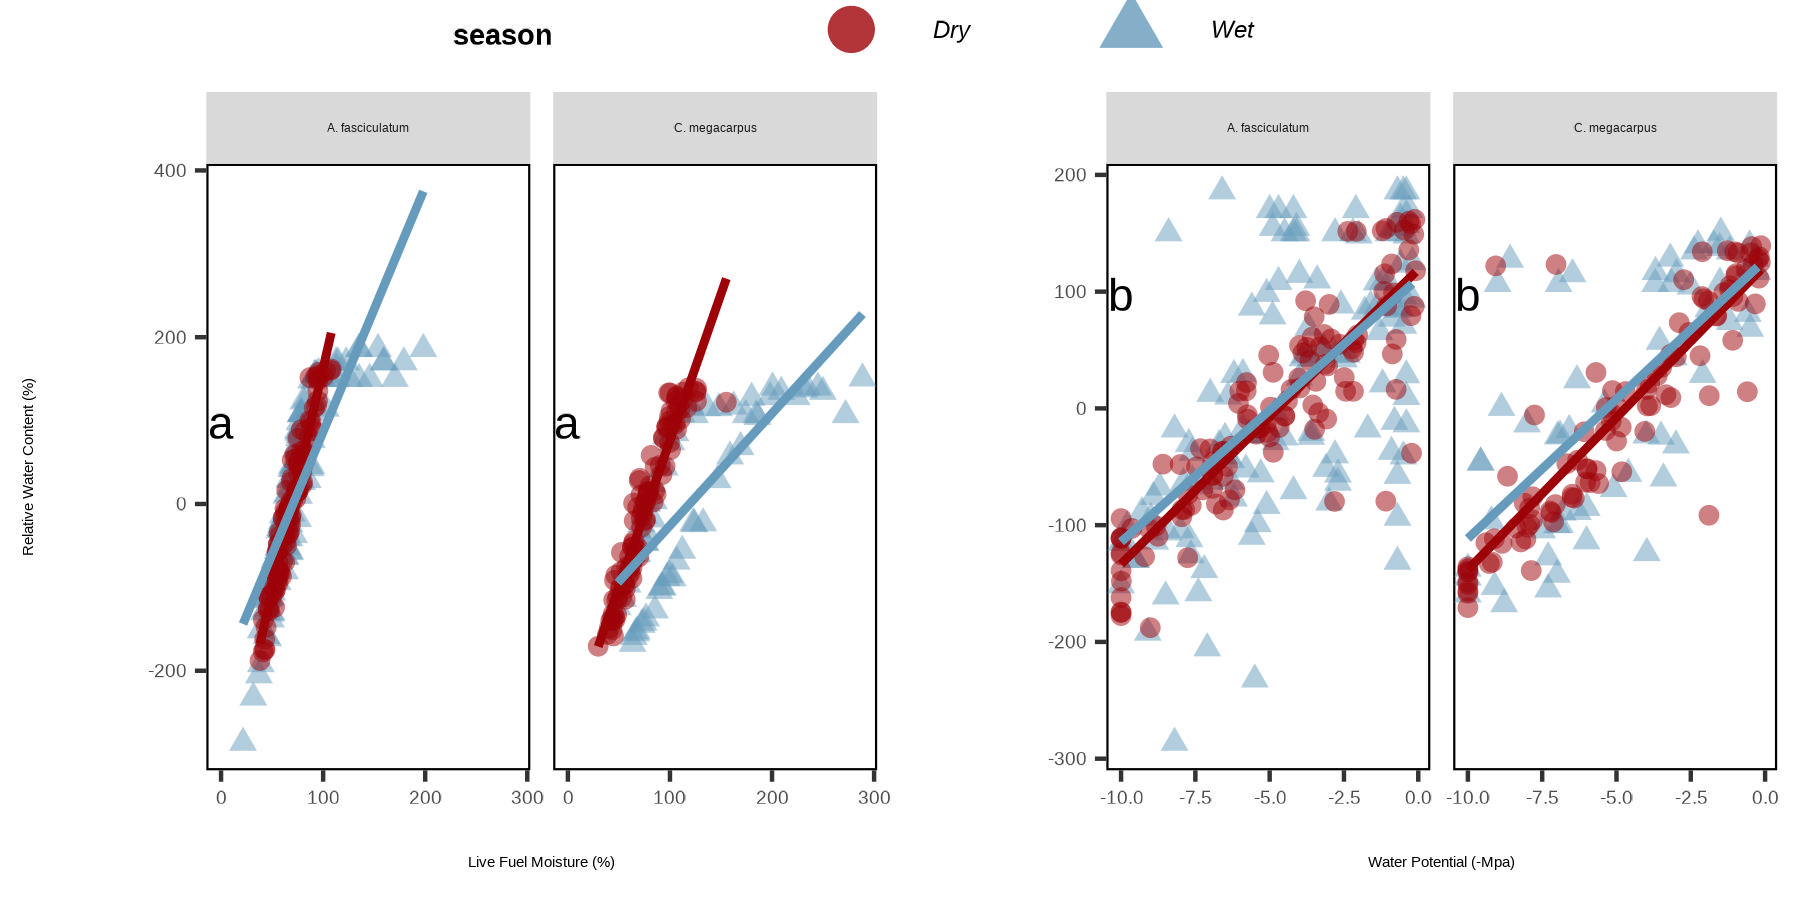 season Dry Wet
A. fasciculatum C. megacarpus A. fasciculatum C. megacarpus
400
200
0
-200
200
100
0
-100
-200
-300
a a b b
0 100 200 300 0 100 200 300 -10.0 -7.5 -5.0 -2.5 0.0 -10.0 -7.5 -5.0 -2.5 0.0
Relative Water Content (%)
Live Fuel Moisture (%) Water Potential (-Mpa)